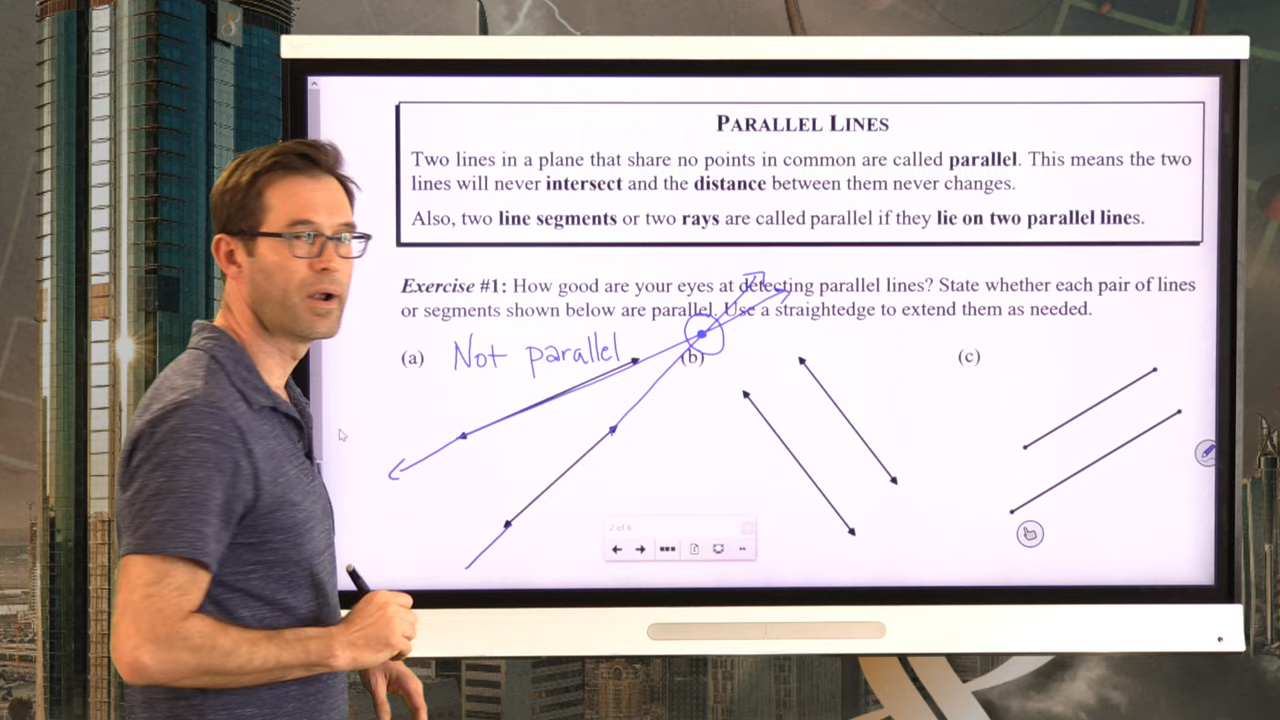 8
PARALLEL LINES
Two lines in a plane that share no points in common are called parallel. This means the two
lines will never intersect and the distance between them never changes.
Also, two line segments or two rays are called parallel if they lie on two parallel lines.
Exercise #1: How good are your eyes at detecting parallel lines? State whether each pair of lines
or segments shown below are parallel. Use a straightedge to extend them as needed.
(a) Not parallel (b) (c)
2 of 6